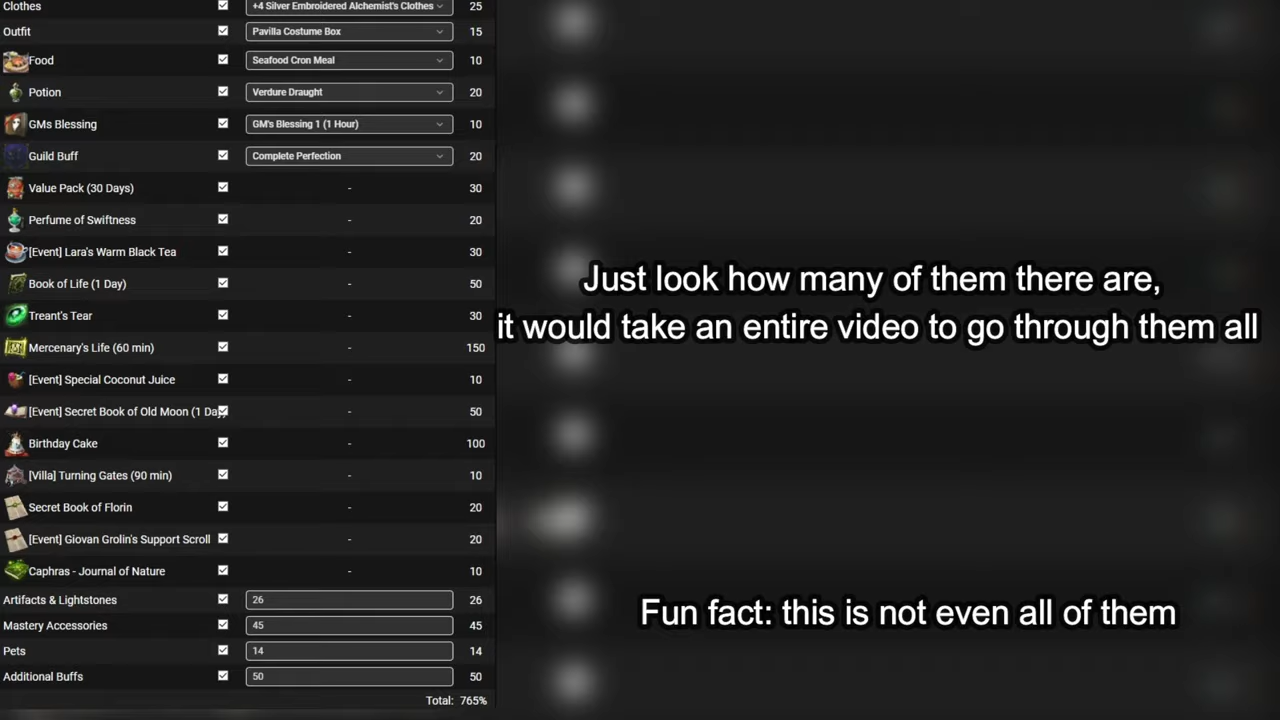 Clothes +4 Silver Embroidered Alchemist's Clothes 25
Outfit Pavilla Costume Box 15
Food Seafood Cron Meal 10
Potion Verdure Draught 20
GMs Blessing GM's Blessing 1 (1 Hour) 10
Guild Buff Complete Perfection 20
Value Pack (30 Days) - 30
Perfume of Swiftness - 20
[Event] Lara's Warm Black Tea - 30
Book of Life (1 Day) - 50
Treant's Tear - 30
Mercenary's Life (60 min) - 150
[Event] Special Coconut Juice - 10
[Event] Secret Book of Old Moon (1 Day - 50
Birthday Cake - 100
[Villa] Turning Gates (90 min) - 10
Secret Book of Florin - 20
[Event] Giovan Grolin's Support Scroll - 20
Caphras - Journal of Nature - 10
Artifacts & Lightstones 26 26
Mastery Accessories 45 45
Pets 14 14
Additional Buffs 50 50
Total: 765%
Just look how many of them there are,
it would take an entire video to go through them all
Fun fact: this is not even all of them